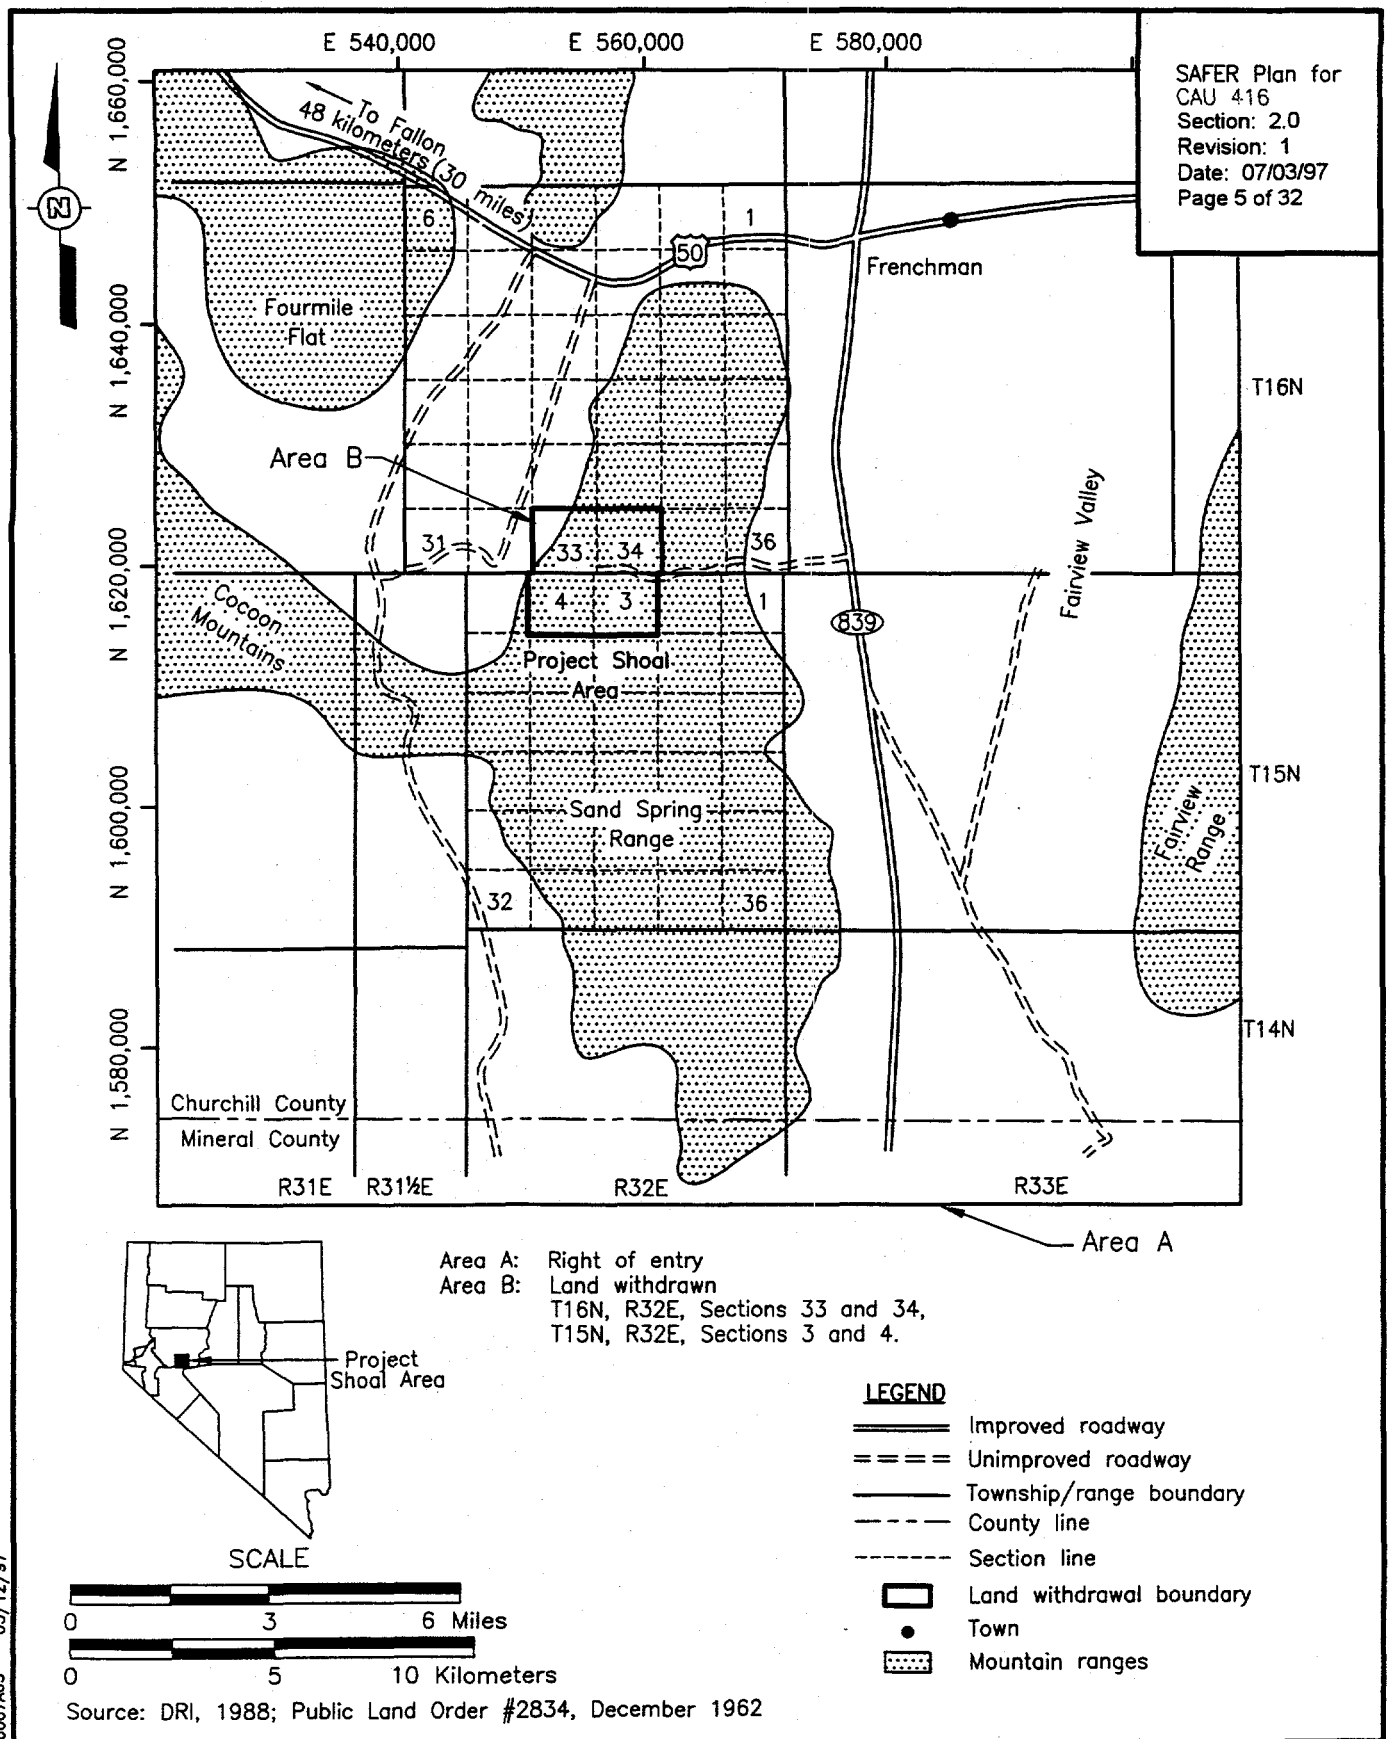 SAFER Plan for
CAU 416
Section: 2.0
Revision: 1
Date: 07/03/97
Page 5 of 32
E 540,000
E 560,000
E 580,000
N 1,660,000
N 1,640,000
N 1,620,000
N 1,600,000
N 1,580,000
N
To Fallon
48 kilometers (30 miles)
6
1
50
Frenchman
Fourmile
Flat
T16N
Area B
Fairview Valley
31
33
34
36
4
3
1
839
Cocoon
Mountains
Project Shoal
Area
T15N
Sand Spring
Range
Fairview
Range
32
36
T14N
Churchill County
Mineral County
R31E
R31½E
R32E
R33E
Area A
Area A: Right of entry
Area B: Land withdrawn
T16N, R32E, Sections 33 and 34,
T15N, R32E, Sections 3 and 4.
Project
Shoal Area
LEGEND
Improved roadway
Unimproved roadway
Township/range boundary
County line
Section line
Land withdrawal boundary
Town
Mountain ranges
SCALE
0 3 6 Miles
0 5 10 Kilometers
Source: DRI, 1988; Public Land Order #2834, December 1962